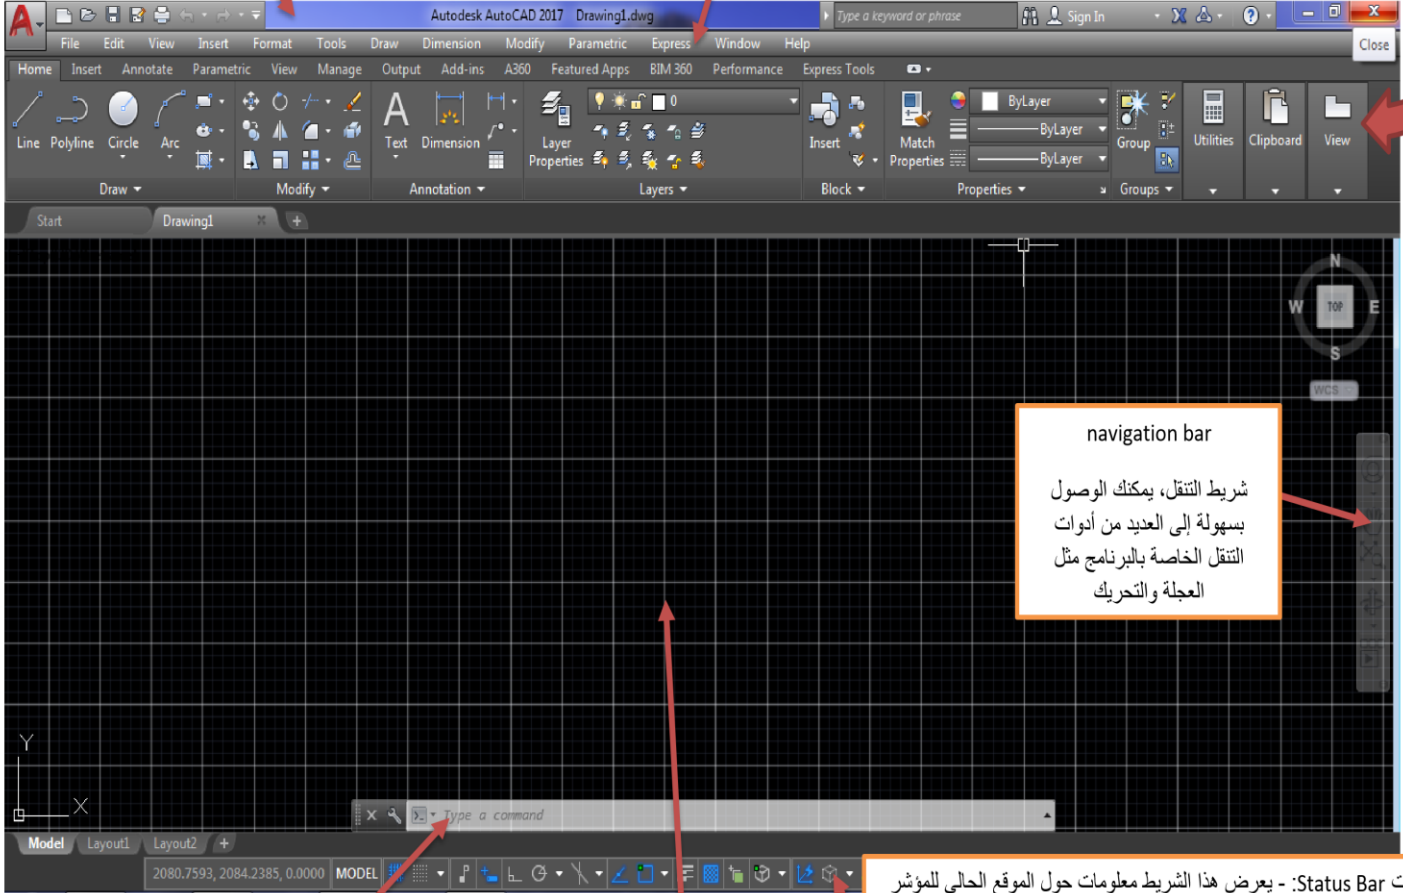 Autodesk AutoCAD 2017 Drawing1.dwg
Type a keyword or phrase
Sign In
File Edit View Insert Format Tools Draw Dimension Modify Parametric Express Window Help
Close
Home Insert Annotate Parametric View Manage Output Add-ins A360 Featured Apps BIM 360 Performance Express Tools
0
ByLayer
ByLayer
ByLayer
Line Polyline Circle Arc
Text Dimension
Layer Properties
Insert
Match Properties
Group
Utilities Clipboard View
Draw Modify Annotation Layers Block Properties Groups
Start Drawing1
N
W TOP E
S
WCS
navigation bar
شريط التنقل، يمكنك الوصول
بسهولة إلى العديد من أدوات
التنقل الخاصة بالبرنامج مثل
العجلة والتحريك
Y
X
Type a command
Model Layout1 Layout2
2080.7593, 2084.2385, 0.0000 MODEL
ت Status Bar: - يعرض هذا الشريط معلومات حول الموقع الحالي للمؤشر